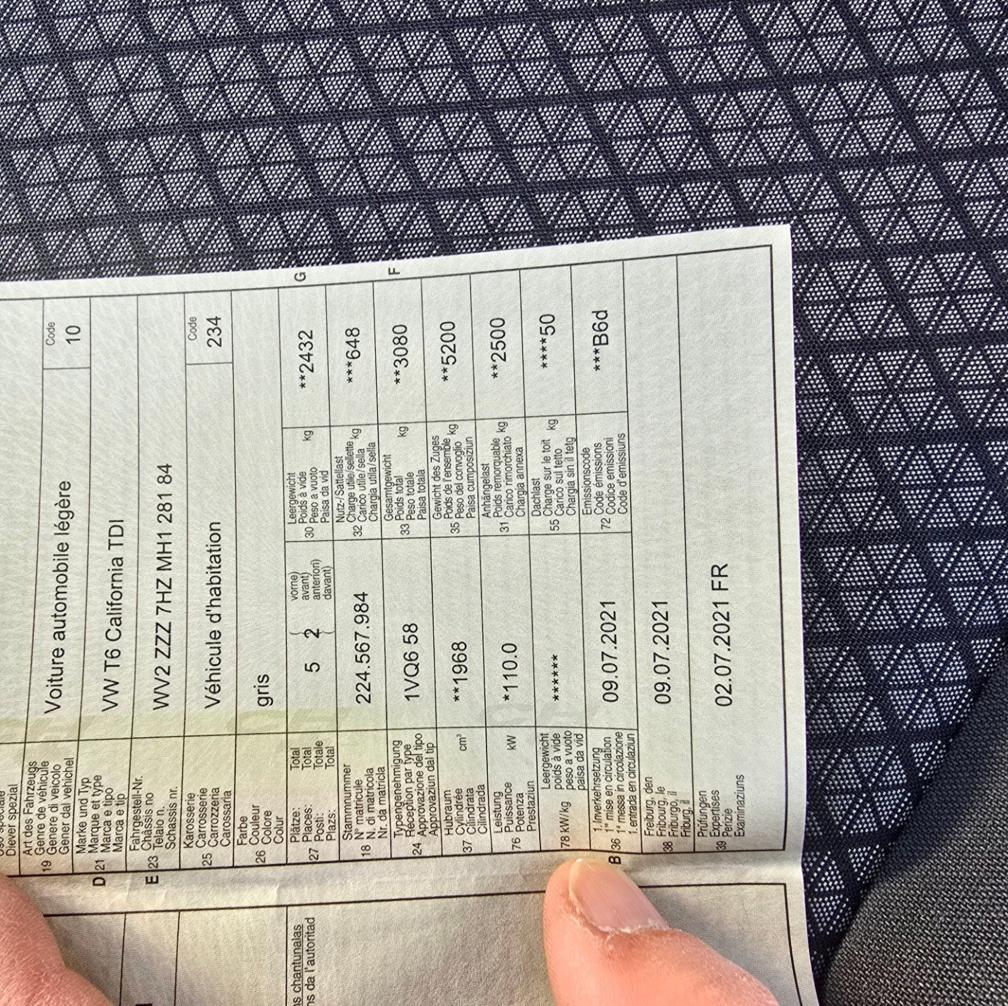 Diever spezial
Art des Fahrzeugs
19 Genre de véhicule
Genere di veicolo
Gener dal vehichel
Voiture automobile légère
Code
10
Marke und Typ
D 21 Marque et type
Marca e tipo
Marca e tip
VW T6 California TDI
Fahrgestell-Nr.
E 23 Châssis no
Telaio n.
Schassis nr.
WV2 ZZZ 7HZ MH1 281 84
Karosserie
25 Carrosserie
Carrozzeria
Carossaria
Véhicule d'habitation
Code
234
Farbe
26 Couleur
Colore
Colur
gris
Plätze: Total
27 Places: Total
Posti: Totale
Plazs: Total
5 2 (vorne)
avant)
anteriori)
davant)
Leergewicht
30 Poids à vide kg
Peso a vuoto
Paisa da vid
**2432 G
Stammnummer
18 N° matricule
N. di matricola
Nr. da matricla
224.567.984
Nutz-/Sattellast
32 Charge utile/sellette kg
Carico utile/sella
Chargia utila/sella
***648
Typengenehmigung
24 Réception par type
Approvazione del tipo
Approvaziun dal tip
1VQ6 58
Gesamtgewicht
33 Poids total kg
Peso totale
Paisa totala
**3080 F
Hubraum
37 Cylindrée cm³
Cilindrata
Cilindrada
**1968
Gewicht des Zuges
35 Poids de l'ensemble kg
Peso del convoglio
Paisa cumposiziun
**5200
Leistung
76 Puissance kW
Potenza
Prestaziun
*110.0
Anhängelast
31 Poids remorquable kg
Carico rimorchiato
Chargia annexa
**2500
78 kW/kg Leergewicht
poids à vide
peso a vuoto
paisa da vid
******
Dachlast
55 Charge sur le toit kg
Carico sul tetto
Chargia sin il tetg
****50
B 36 1.Inverkehrsetzung
1re mise en circulation
1a messa in circolazione
1.entrada en circulaziun
09.07.2021
Emissionscode
72 Code émissions
Codice emissioni
Code d'emissiuns
***B6d
Freiburg, den
38 Fribourg, le
Friburgo, il
Friburg, il
09.07.2021
Prüfungen
39 Expertises
Perizie
Examinaziuns
02.07.2021 FR
chantunalas
da l'autoritad